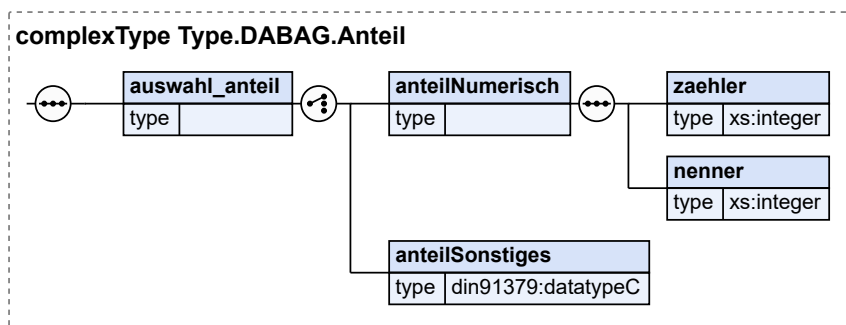 complexType Type.DABAG.Anteil
auswahl_anteil
type
anteilNumerisch
type
zaehler
type xs:integer
nenner
type xs:integer
anteilSonstiges
type din91379:datatypeC